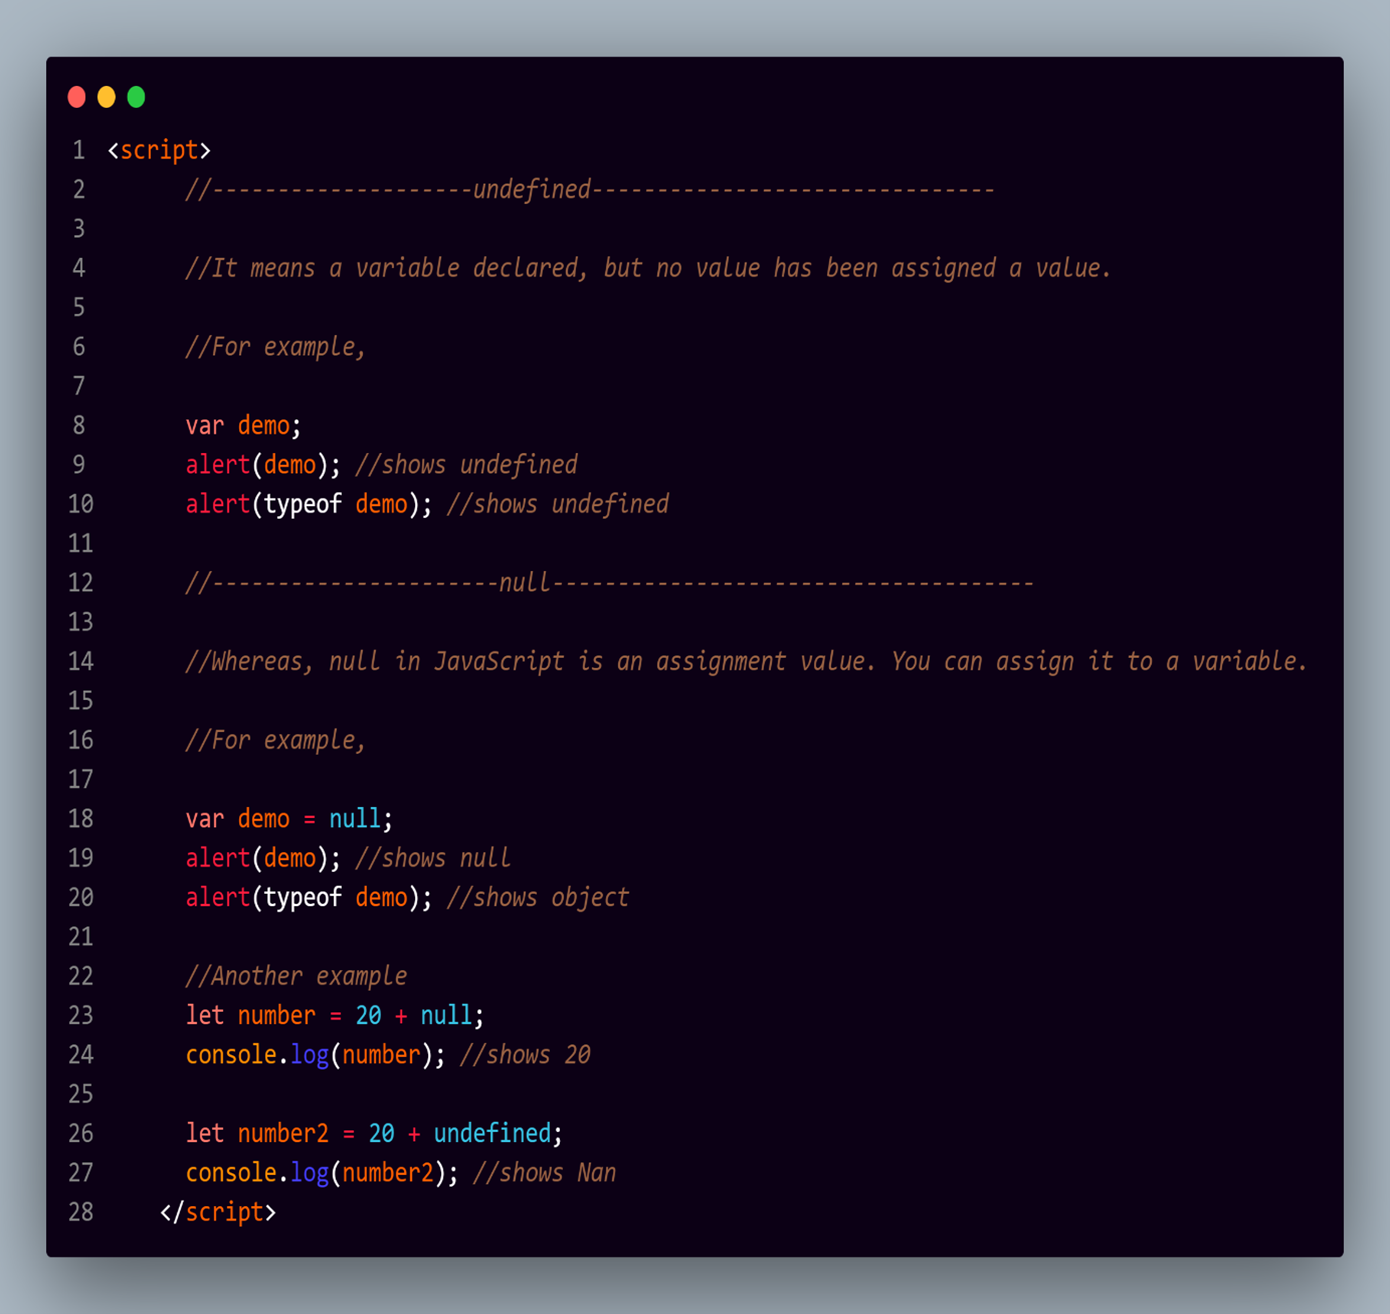 1 <script>
2 //--------------------undefined-------------------------------
3
4 //It means a variable declared, but no value has been assigned a value.
5
6 //For example,
7
8 var demo;
9 alert(demo); //shows undefined
10 alert(typeof demo); //shows undefined
11
12 //----------------------null-------------------------------------
13
14 //Whereas, null in JavaScript is an assignment value. You can assign it to a variable.
15
16 //For example,
17
18 var demo = null;
19 alert(demo); //shows null
20 alert(typeof demo); //shows object
21
22 //Another example
23 let number = 20 + null;
24 console.log(number); //shows 20
25
26 let number2 = 20 + undefined;
27 console.log(number2); //shows Nan
28 </script>